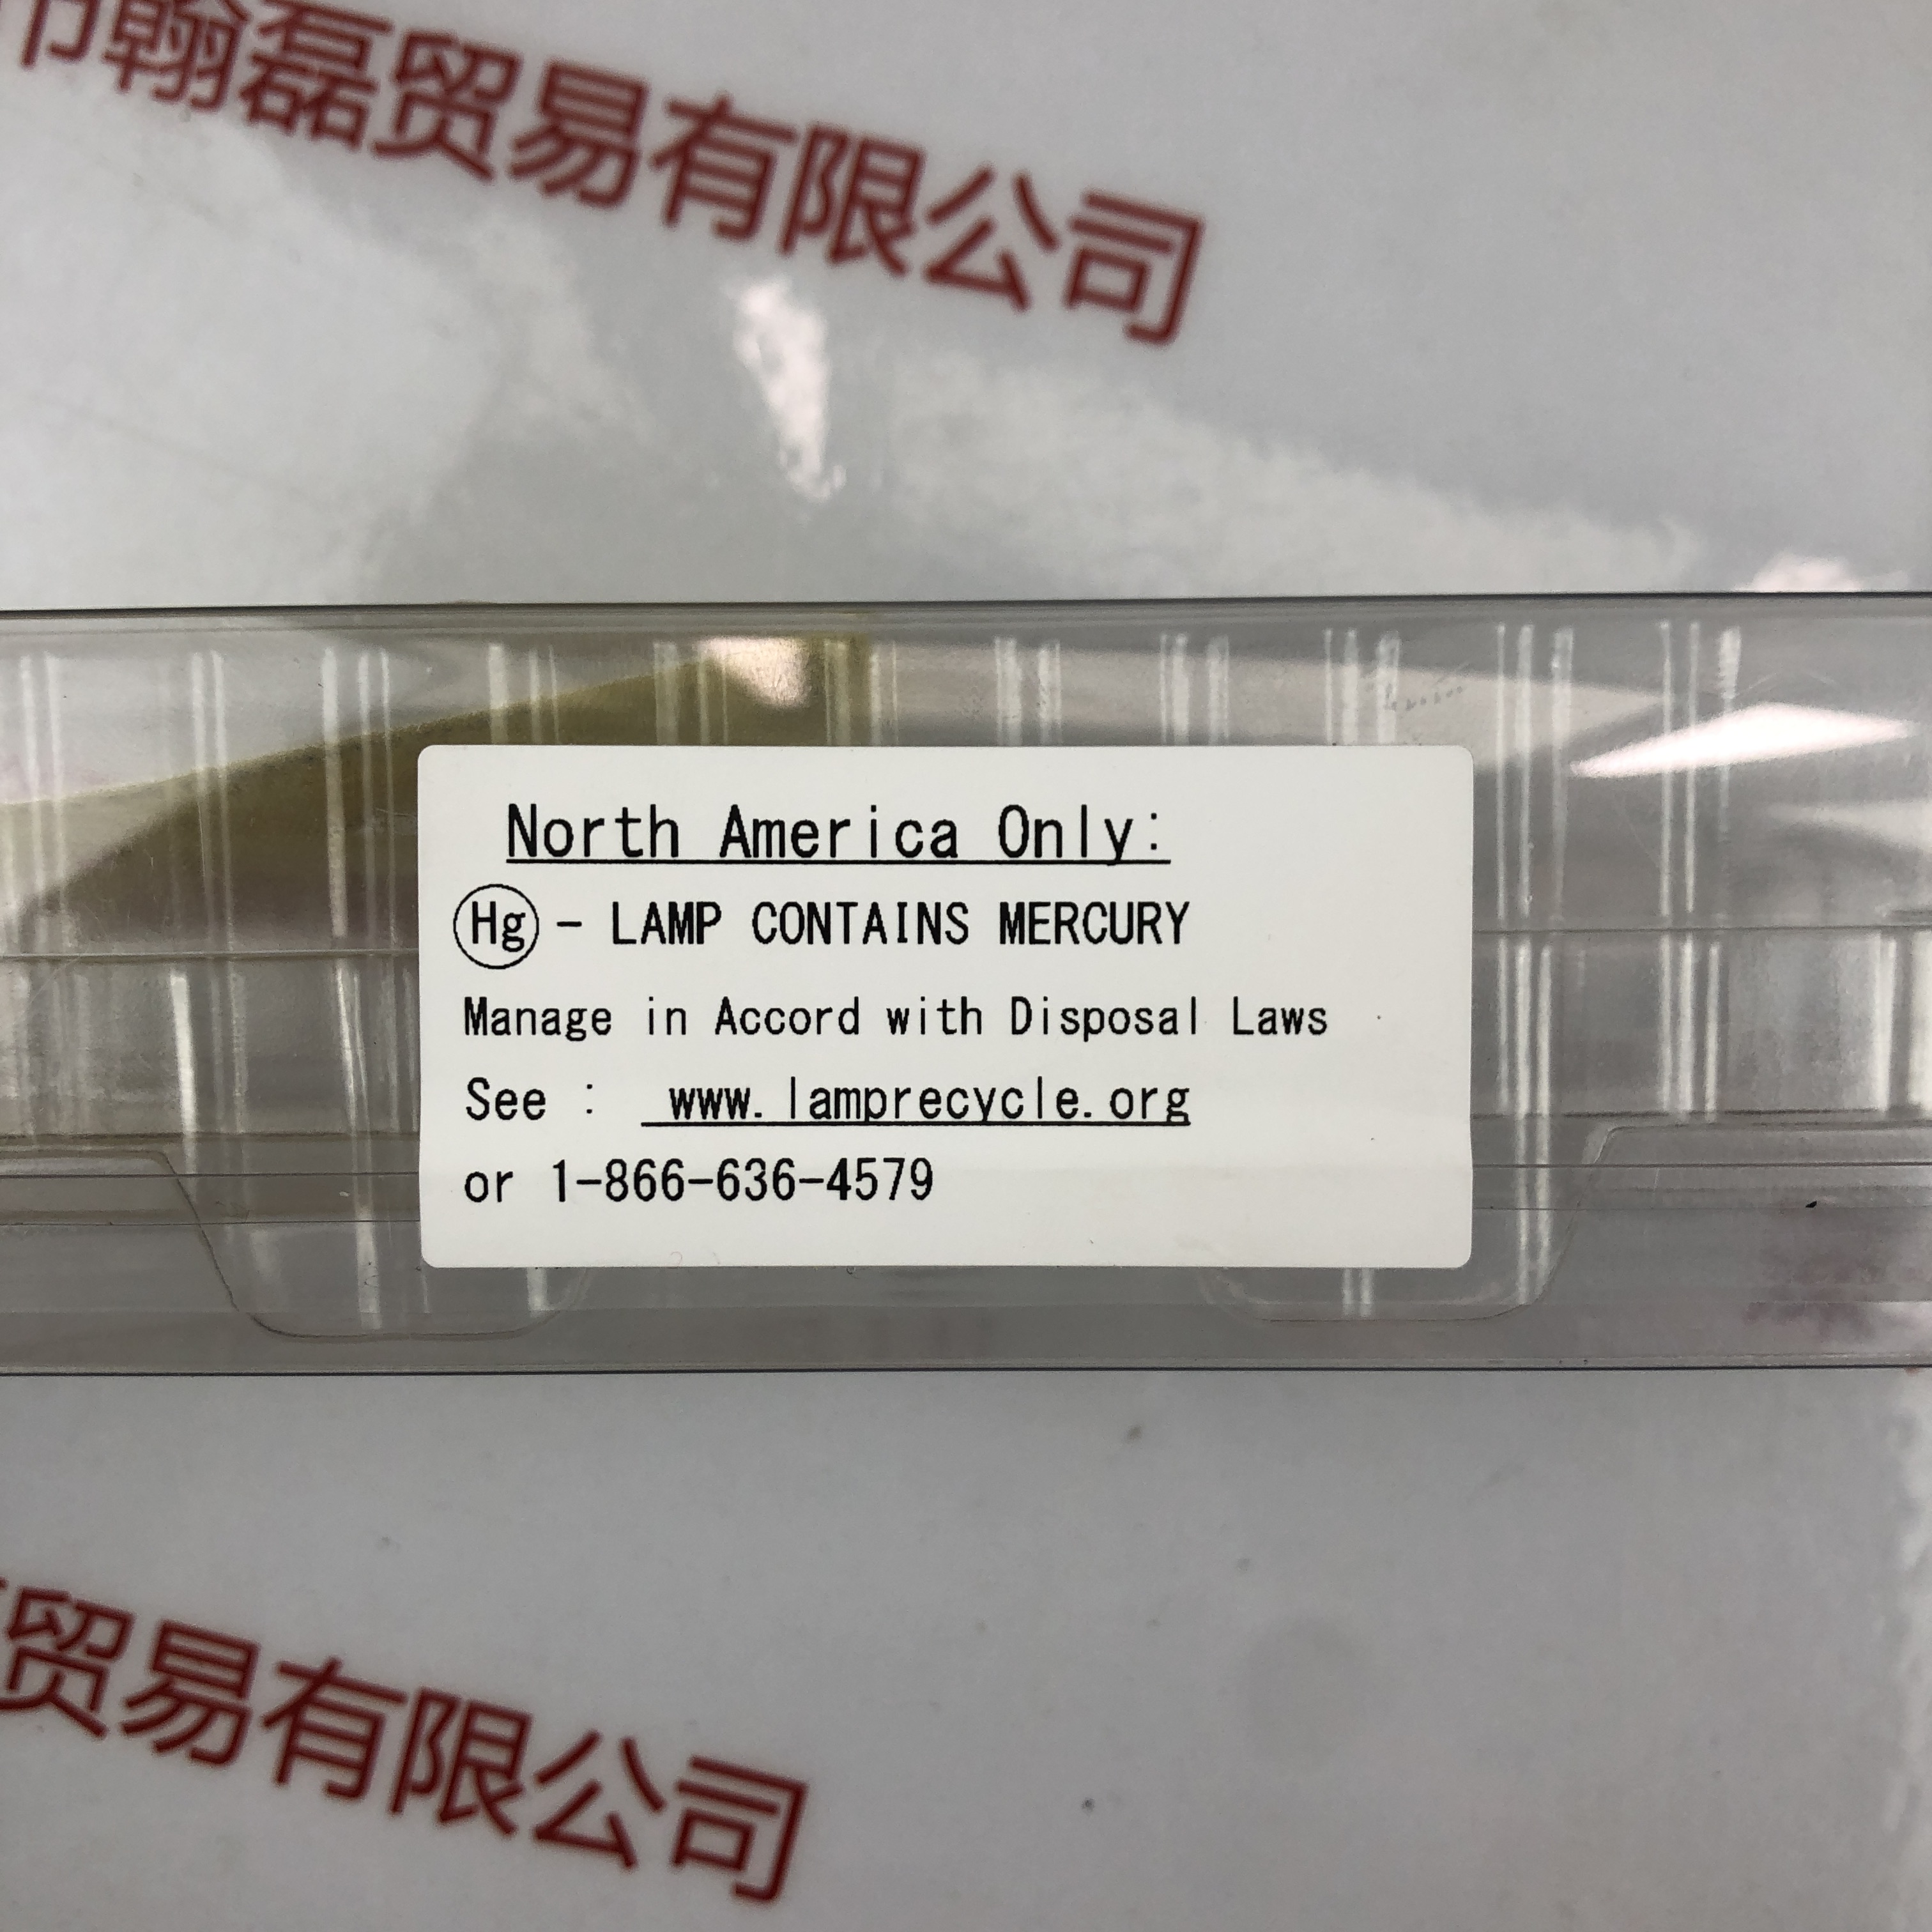 翰磊贸易有限公司
North America Only:
Hg - LAMP CONTAINS MERCURY
Manage in Accord with Disposal Laws
See : www.lamprecycle.org
or 1-866-636-4579
贸易有限公司